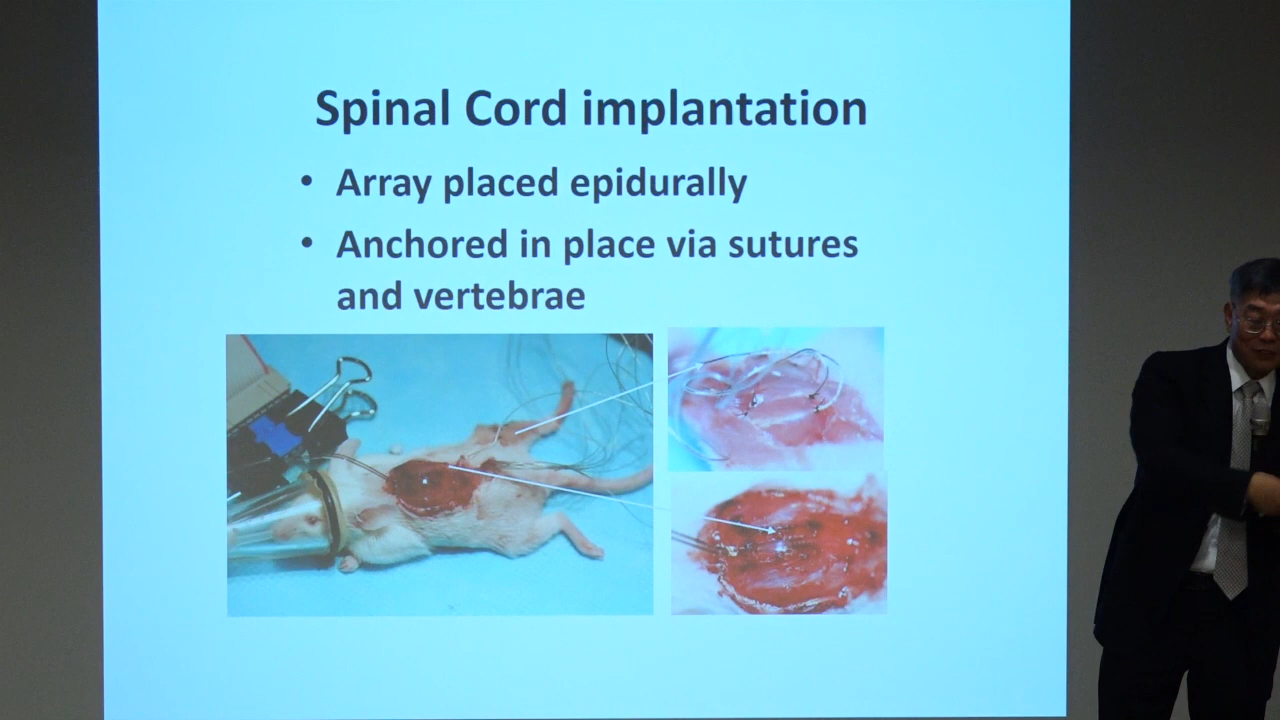 Spinal Cord implantation
• Array placed epidurally
• Anchored in place via sutures
and vertebrae